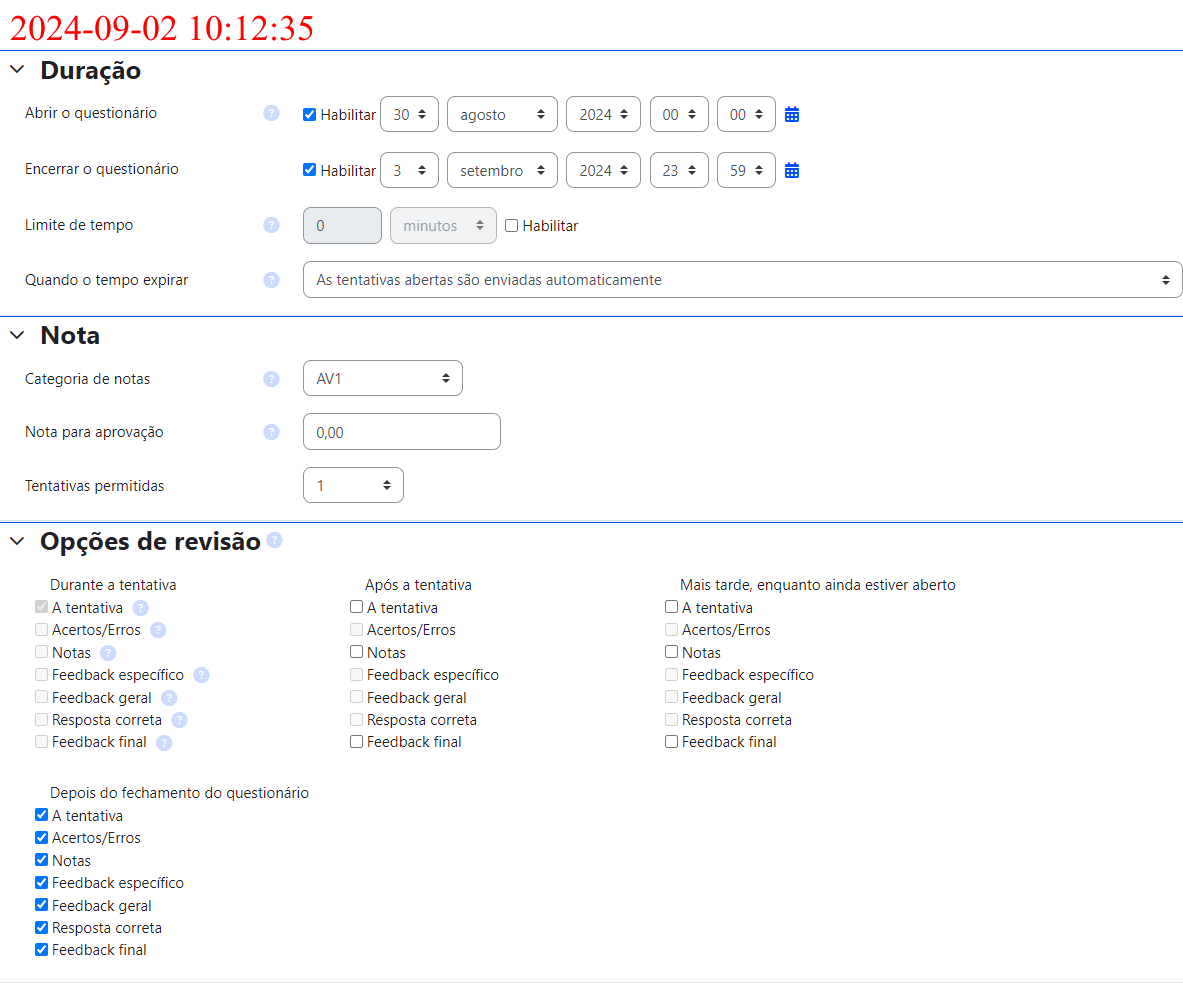 2024-09-02 10:12:35
Duração
Abrir o questionário ? Habilitar 30 agosto 2024 00 00
Encerrar o questionário Habilitar 3 setembro 2024 23 59
Limite de tempo ? 0 minutos Habilitar
Quando o tempo expirar ? As tentativas abertas são enviadas automaticamente
Nota
Categoria de notas ? AV1
Nota para aprovação ? 0,00
Tentativas permitidas 1
Opções de revisão ?
Durante a tentativa
A tentativa ?
Acertos/Erros ?
Notas ?
Feedback específico ?
Feedback geral ?
Resposta correta ?
Feedback final ?
Após a tentativa
A tentativa
Acertos/Erros
Notas
Feedback específico
Feedback geral
Resposta correta
Feedback final
Mais tarde, enquanto ainda estiver aberto
A tentativa
Acertos/Erros
Notas
Feedback específico
Feedback geral
Resposta correta
Feedback final
Depois do fechamento do questionário
A tentativa
Acertos/Erros
Notas
Feedback específico
Feedback geral
Resposta correta
Feedback final